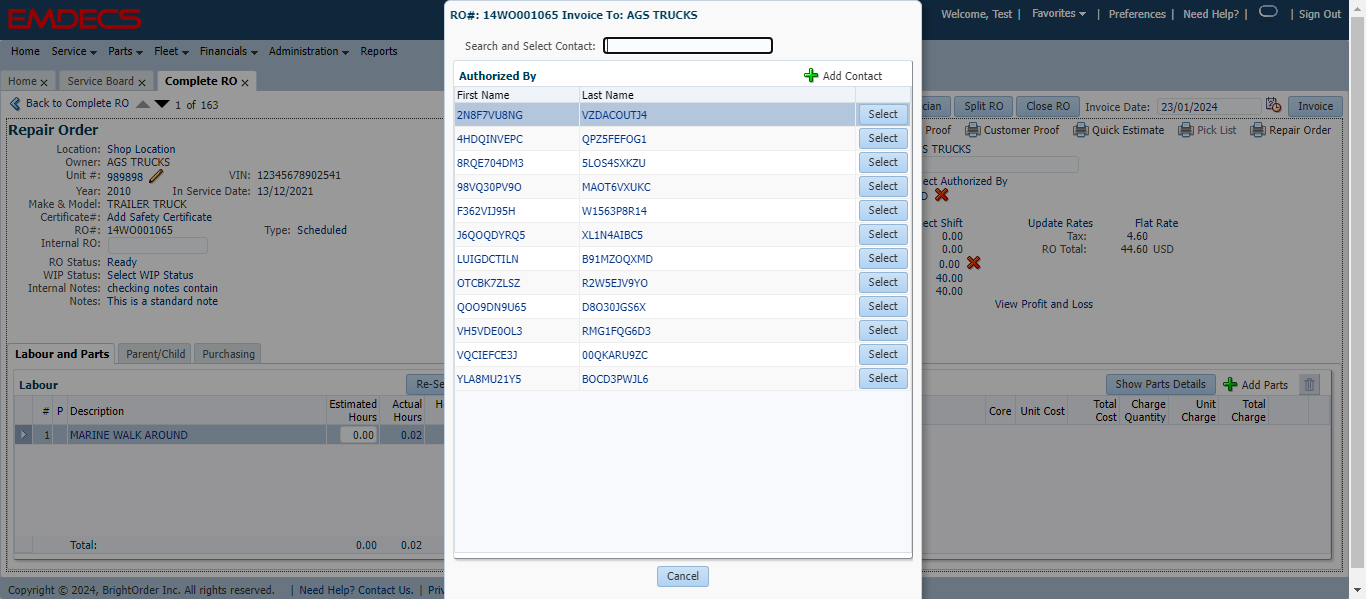 EMDECS
Welcome, Test | Favorites | Preferences | Need Help? | Sign Out
Home Service Parts Fleet Financials Administration Reports
Home x Service Board x Complete RO x
Back to Complete RO 1 of 163
cian Split RO Close RO Invoice Date: 23/01/2024 Invoice
Repair Order
Proof Customer Proof Quick Estimate Pick List Repair Order
Location: Shop Location
Owner: AGS TRUCKS
Unit #: 989898 VIN: 12345678902541
Year: 2010 In Service Date: 13/12/2021
Make & Model: TRAILER TRUCK
Certificate#: Add Safety Certificate
RO#: 14WO001065 Type: Scheduled
Internal RO:
RO Status: Ready
WIP Status: Select WIP Status
Internal Notes: checking notes contain
Notes: This is a standard note
S TRUCKS
ect Authorized By
ect Shift Update Rates Flat Rate
0.00 Tax: 4.60
0.00 RO Total: 44.60 USD
0.00
40.00
40.00
View Profit and Loss
Labour and Parts Parent/Child Purchasing
Labour Re-Se
# P Description Estimated Hours Actual Hours H
1 MARINE WALK AROUND 0.00 0.02
Total: 0.00 0.02
Show Parts Details Add Parts
Core Unit Cost Total Cost Charge Quantity Unit Charge Total Charge
RO#: 14WO001065 Invoice To: AGS TRUCKS
Search and Select Contact:
Authorized By Add Contact
First Name Last Name
2N8F7VU8NG VZDACOUTJ4 Select
4HDQINVEPC QPZ5FEFOG1 Select
8RQE704DM3 5LOS4SXKZU Select
98VQ30PV9O MAOT6VXUKC Select
F362VIJ95H W1563P8R14 Select
J6QOQDYRQ5 XL1N4AIBC5 Select
LUIGDCTILN B91MZOQXMD Select
OTCBK7ZLSZ R2W5EJV9YO Select
QOO9DN9U65 D8O30JGS6X Select
VH5VDE0OL3 RMG1FQG6D3 Select
VQCIEFCE3J 00QKARU9ZC Select
YLA8MU21Y5 BOCD3PWJL6 Select
Cancel
Copyright © 2024, BrightOrder Inc. All rights reserved. | Need Help? Contact Us. | Priv